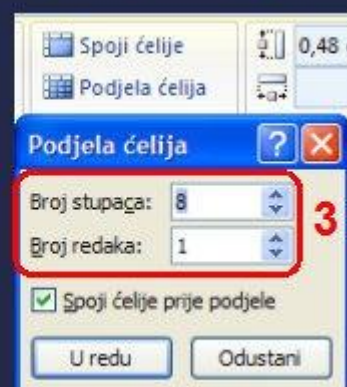 Spoji ćelije 0,48
Podjela ćelija
Podjela ćelija
Broj stupaca: 8
Broj redaka: 1
3
Spoji ćelije prije podjele
U redu Odustani